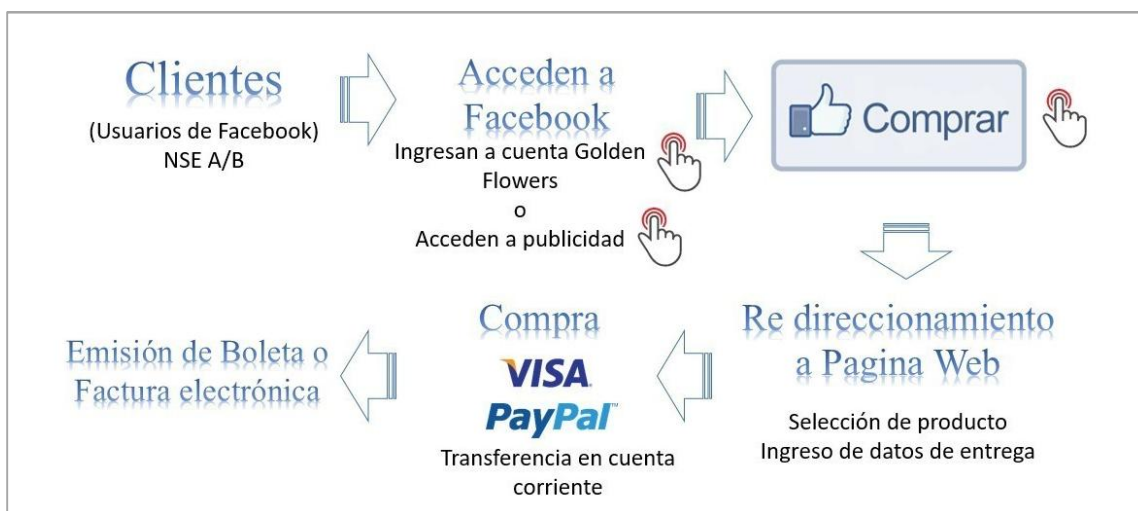 Clientes
(Usuarios de Facebook)
NSE A/B
Acceden a
Facebook
Ingresan a cuenta Golden
Flowers
o
Acceden a publicidad
Comprar
Re direccionamiento
a Pagina Web
Selección de producto
Ingreso de datos de entrega
Compra
VISA
PayPal™
Transferencia en cuenta
corriente
Emisión de Boleta o
Factura electrónica